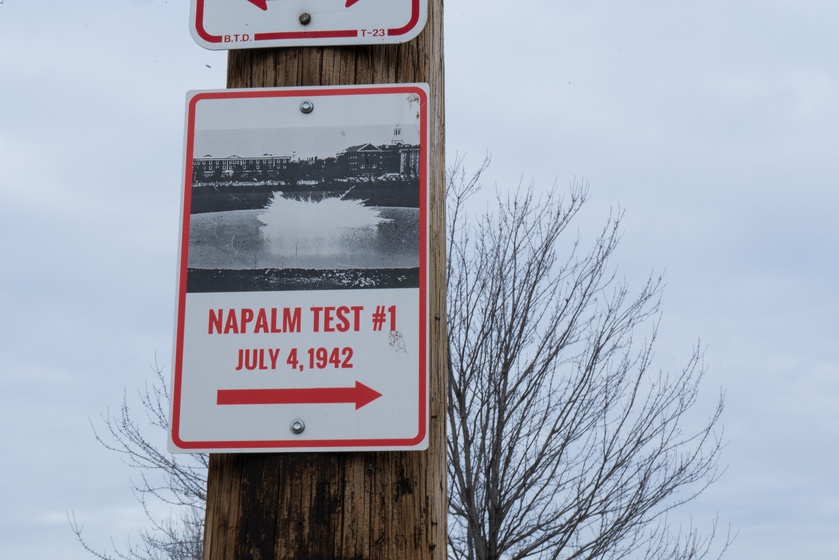 B.T.D. T-23
NAPALM TEST #1
JULY 4, 1942